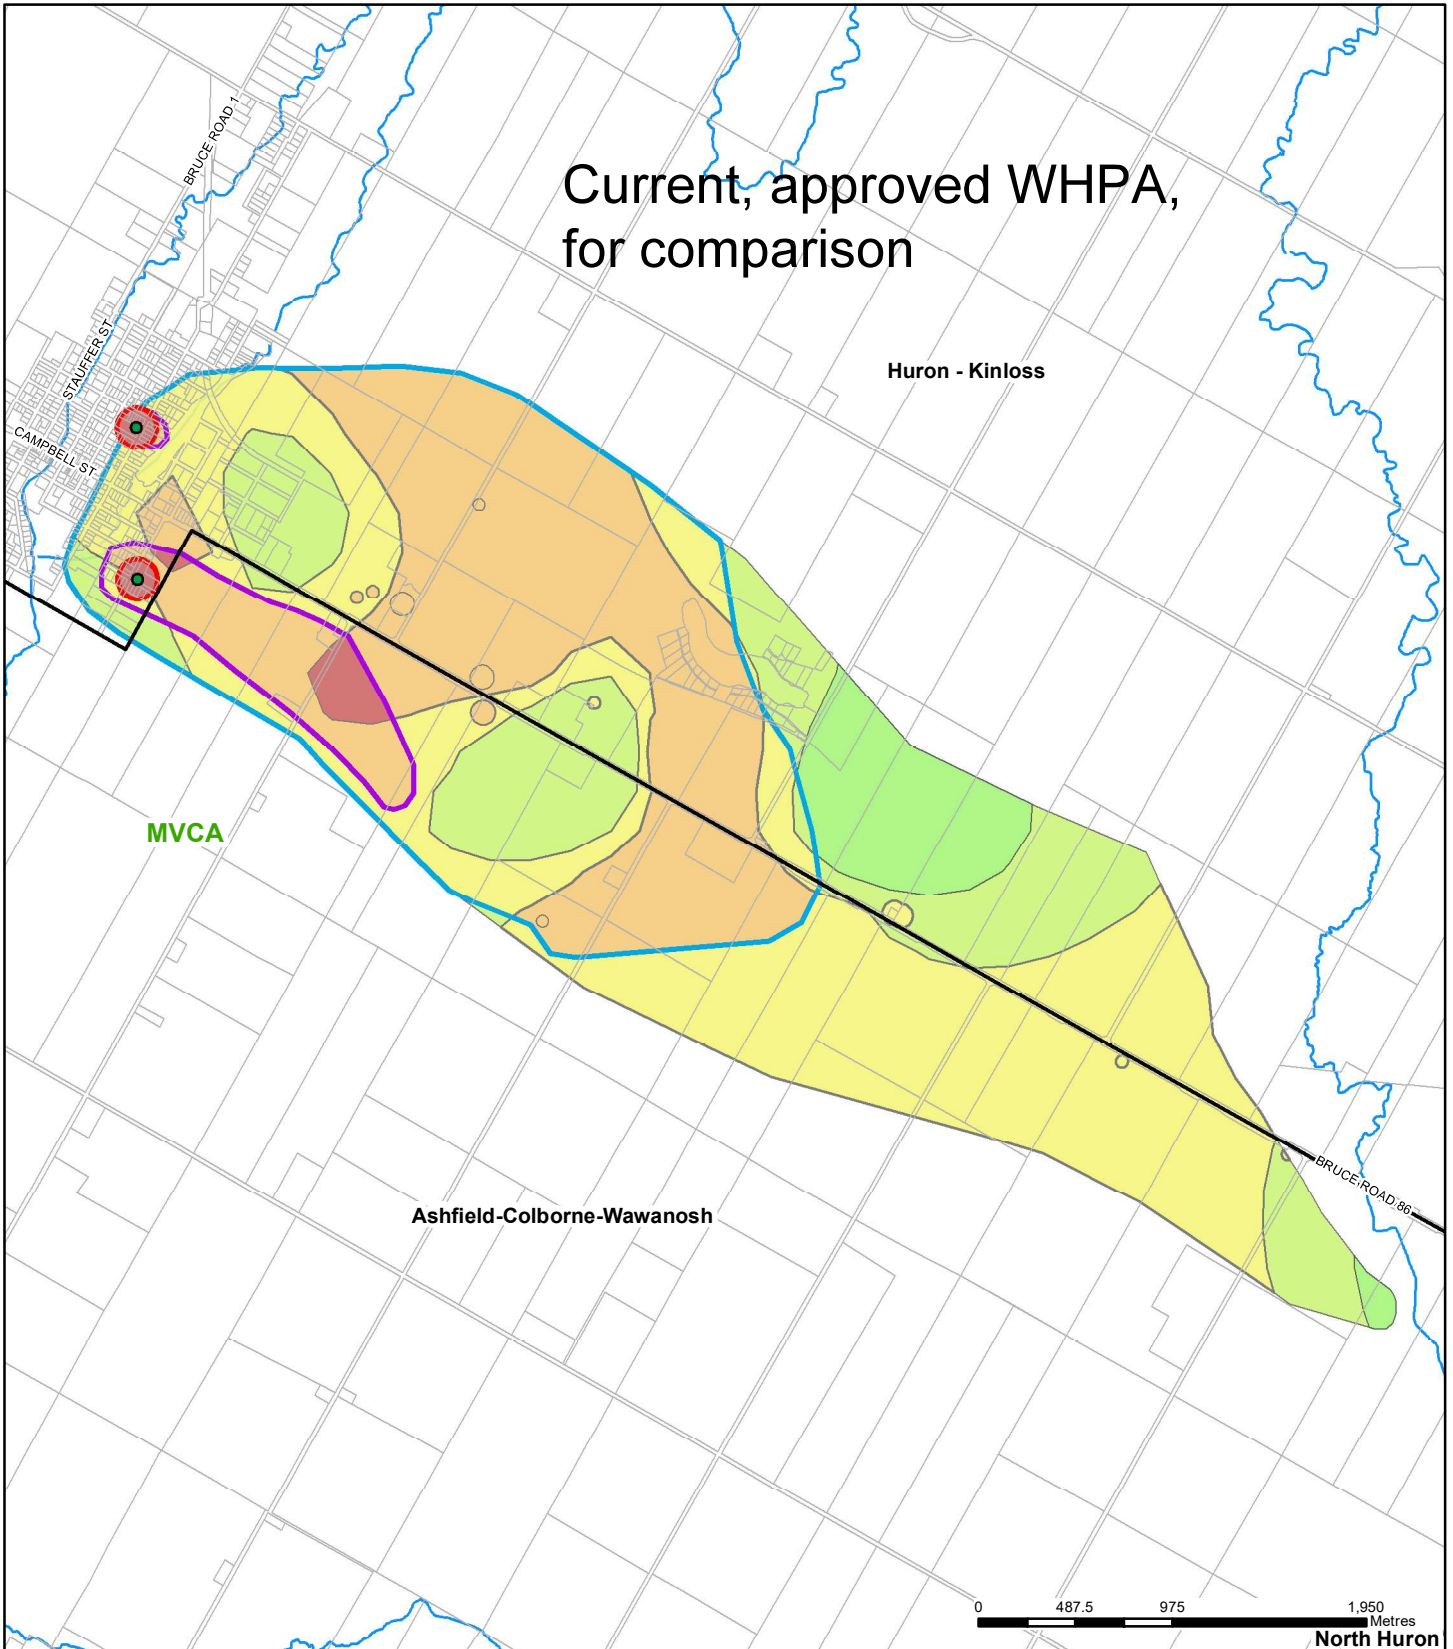 BRUCE ROAD 1
Current, approved WHPA,
for comparison
STAUFFER ST
Huron - Kinloss
CAMPBELL ST
MVCA
BRUCE ROAD 86
Ashfield-Colborne-Wawanosh
0 487.5 975 1,950
Metres
North Huron